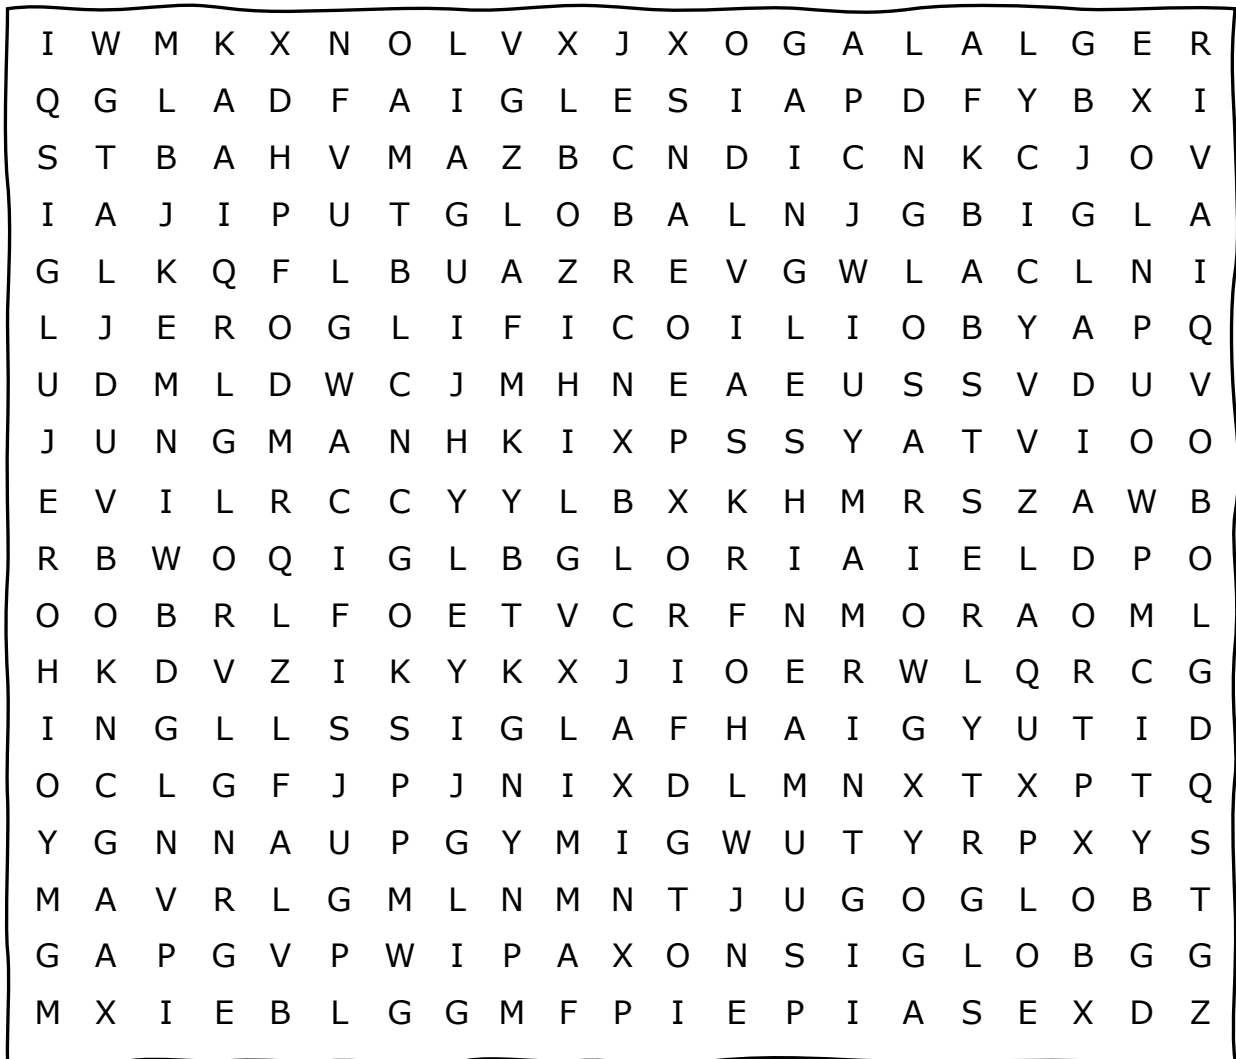 I W M K X N O L V X J X O G A L A L G E R
Q G L A D F A I G L E S I A P D F Y B X I
S T B A H V M A Z B C N D I C N K C J O V
I A J I P U T G L O B A L N J G B I G L A
G L K Q F L B U A Z R E V G W L A C L N I
L J E R O G L I F I C O I L I O B Y A P Q
U D M L D W C J M H N E A E U S S V D U V
J U N G M A N H K I X P S S Y A T V I O O
E V I L R C C Y Y L B X K H M R S Z A W B
R B W O Q I G L B G L O R I A I E L D P O
O O B R L F O E T V C R F N M O R A O M L
H K D V Z I K Y K X J I O E R W L Q R C G
I N G L L S S I G L A F H A I G Y U T I D
O C L G F J P J N I X D L M N X T X P T Q
Y G N N A U P G Y M I G W U T Y R P X Y S
M A V R L G M L N M N T J U G O G L O B T
G A P G V P W I P A X O N S I G L O B G G
M X I E B L G G M F P I E P I A S E X D Z